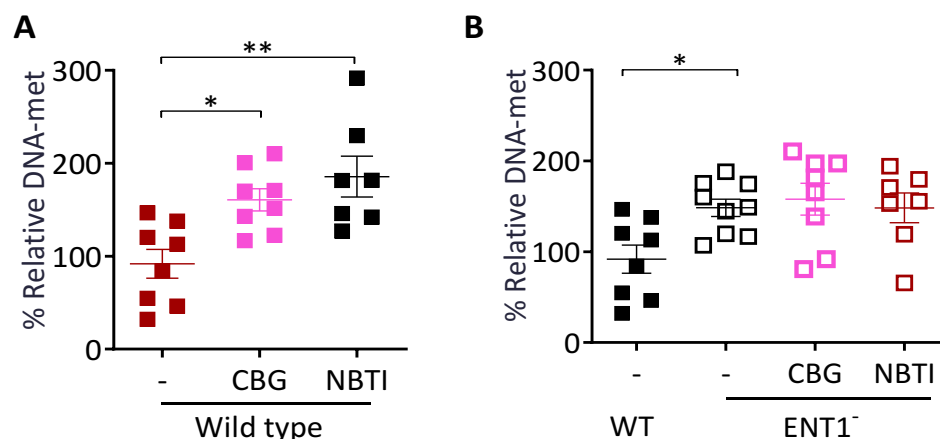 A
% Relative DNA-met
300
200
100
0
**
*
- CBG NBTI
Wild type
B
% Relative DNA-met
300
200
100
0
*
- - CBG NBTI
WT ENT1⁻